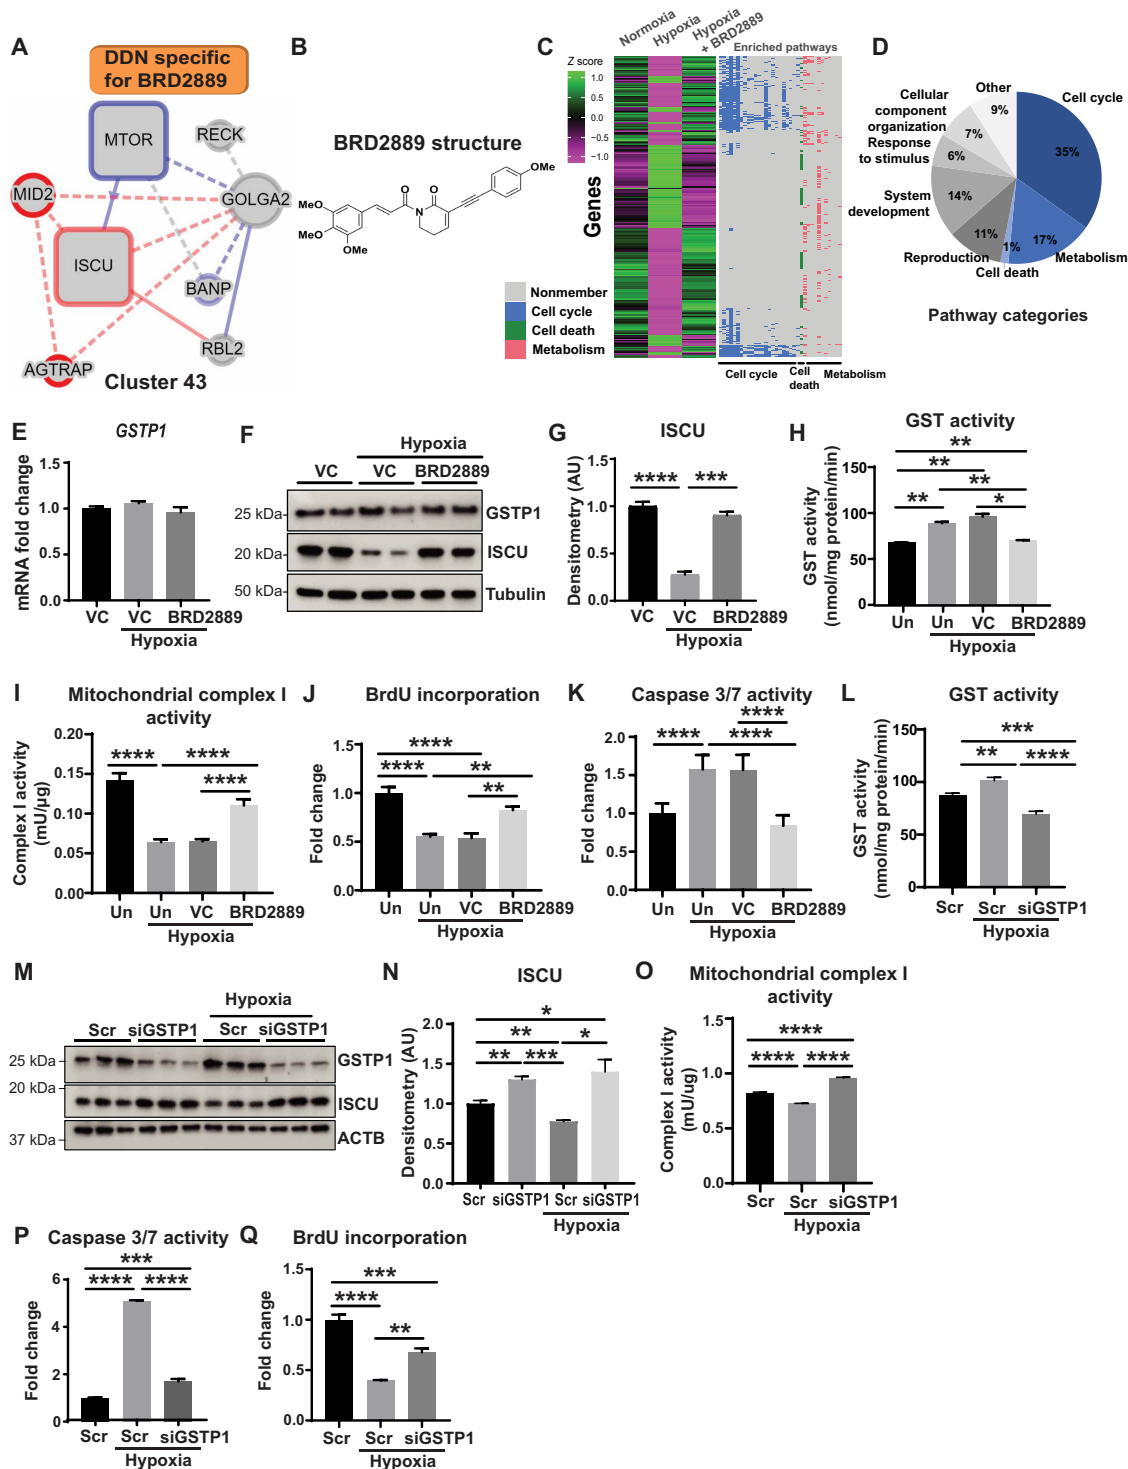 A
DDN specific
for BRD2889
MTOR
RECK
MID2
GOLGA2
ISCU
BANP
RBL2
AGTRAP
Cluster 43
B
BRD2889 structure
OMe
O
O
MeO
N
MeO
OMe
C
Normoxia
Hypoxia
Hypoxia
+ BRD2889
Enriched pathways
Z score
1.0
0.5
0.0
−0.5
−1.0
Genes
Nonmember
Cell cycle
Cell death
Metabolism
Cell cycle
Cell
death
Metabolism
D
Other
9%
Cell cycle
35%
Cellular
component
organization
7%
Response
to stimulus
6%
System
development
14%
Reproduction
11%
Cell death
1%
17%
Metabolism
Pathway categories
E
GSTP1
mRNA fold change
1.5
1.0
0.5
0.0
VC
VC
BRD2889
Hypoxia
F
Hypoxia
VC
VC
BRD2889
25 kDa
GSTP1
20 kDa
ISCU
50 kDa
Tubulin
G
ISCU
Densitometry (AU)
1.5
1.0
0.5
0.0
****
***
VC
VC
BRD2889
Hypoxia
H
GST activity
GST activity
(nmol/mg protein/min)
150
100
50
0
**
**
**
**
*
Un
Un
VC
BRD2889
Hypoxia
I
Mitochondrial complex I
activity
Complex I activity
(mU/µg)
0.20
0.15
0.10
0.05
0.00
****
****
****
Un
Un
VC
BRD2889
Hypoxia
J
BrdU incorporation
Fold change
1.5
1.0
0.5
0.0
****
****
**
**
Un
Un
VC
BRD2889
Hypoxia
K
Caspase 3/7 activity
Fold change
2.0
1.5
1.0
0.5
0.0
****
****
****
Un
Un
VC
BRD2889
Hypoxia
L
GST activity
GST activity
(nmol/mg protein/min)
150
100
50
0
***
**
****
Scr
Scr
siGSTP1
Hypoxia
M
Hypoxia
Scr
siGSTP1
Scr
siGSTP1
25 kDa
GSTP1
20 kDa
ISCU
37 kDa
ACTB
N
ISCU
Densitometry (AU)
2.0
1.5
1.0
0.5
0.0
*
**
*
**
***
Scr
siGSTP1
Scr
siGSTP1
Hypoxia
O
Mitochondrial complex I
activity
Complex I activity
(mU/ug)
1.5
1.0
0.5
0.0
****
****
****
Scr
Scr
siGSTP1
Hypoxia
P
Caspase 3/7 activity
Fold change
6
4
2
0
***
****
****
Scr
Scr
siGSTP1
Hypoxia
Q
BrdU incorporation
Fold change
1.5
1.0
0.5
0.0
***
****
**
Scr
Scr
siGSTP1
Hypoxia